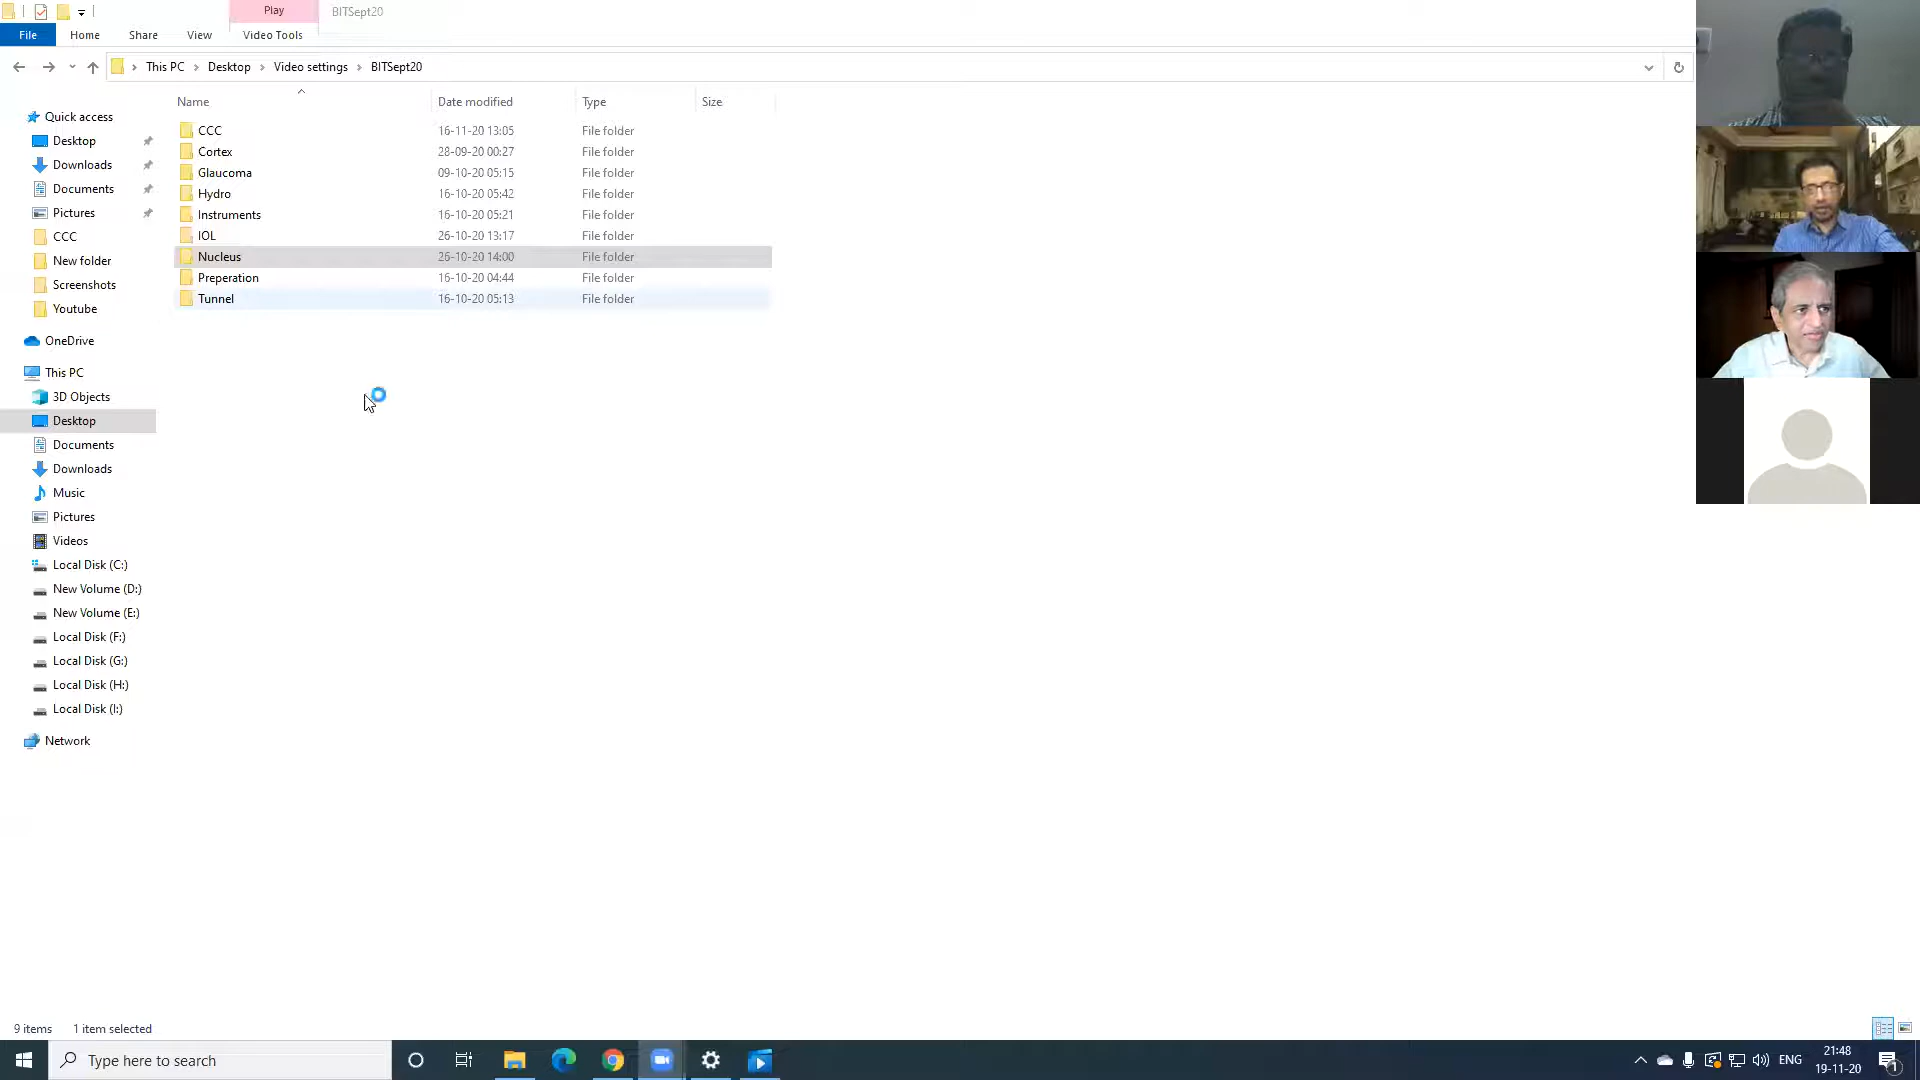 Play BITSept20
File Home Share View Video Tools
This PC Desktop Video settings BITSept20
Name Date modified Type Size
Quick access
Desktop
Downloads
Documents
Pictures
CCC
New folder
Screenshots
Youtube
OneDrive
This PC
3D Objects
Desktop
Documents
Downloads
Music
Pictures
Videos
Local Disk (C:)
New Volume (D:)
New Volume (E:)
Local Disk (F:)
Local Disk (G:)
Local Disk (H:)
Local Disk (I:)
Network
CCC 16-11-20 13:05 File folder
Cortex 28-09-20 00:27 File folder
Glaucoma 09-10-20 05:15 File folder
Hydro 16-10-20 05:42 File folder
Instruments 16-10-20 05:21 File folder
IOL 26-10-20 13:17 File folder
Nucleus 26-10-20 14:00 File folder
Preperation 16-10-20 04:44 File folder
Tunnel 16-10-20 05:13 File folder
9 items 1 item selected
Type here to search
ENG
21:48
19-11-20
1